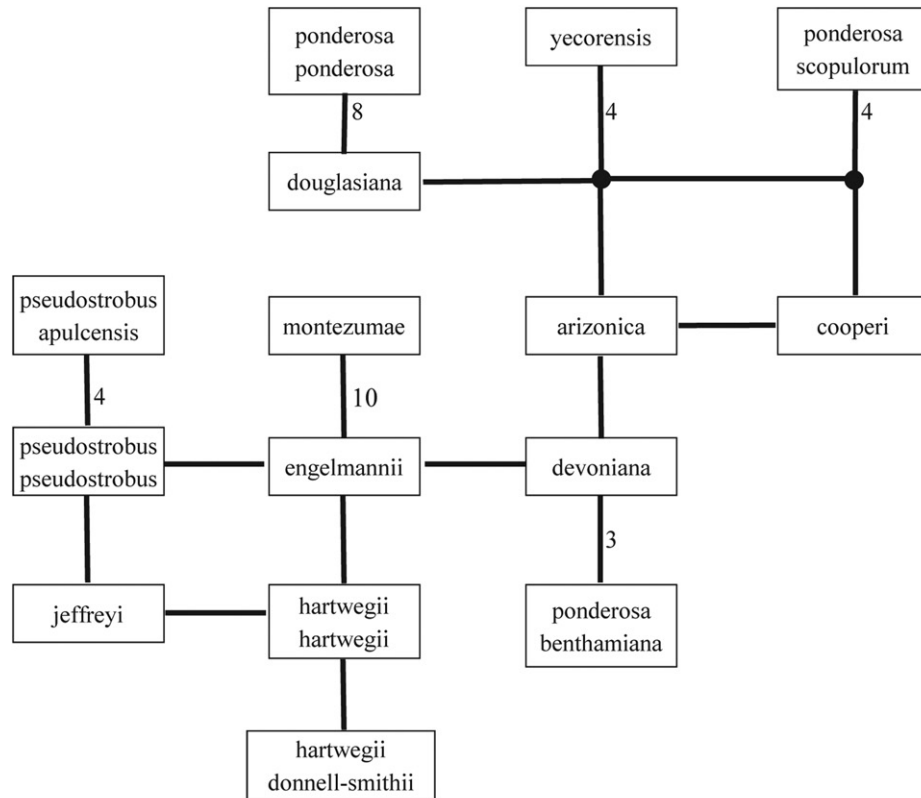 ponderosa
ponderosa
yecorensis
ponderosa
scopulorum
8
4
4
douglasiana
pseudostrobus
apulcensis
montezumae
arizonica
cooperi
4
10
pseudostrobus
pseudostrobus
engelmannii
devoniana
3
jeffreyi
hartwegii
hartwegii
ponderosa
benthamiana
hartwegii
donnell-smithii